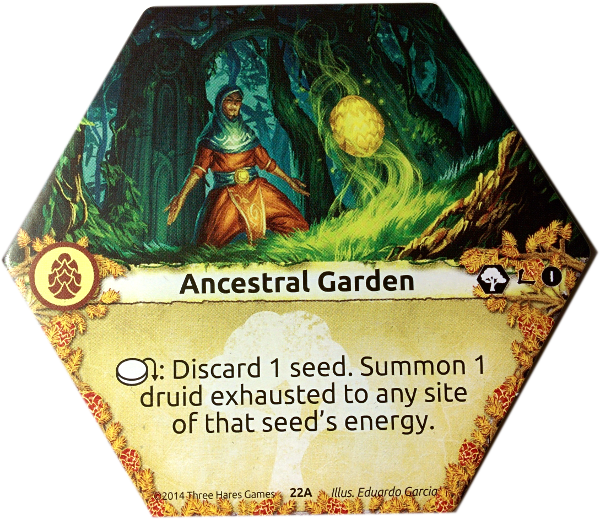 Ancestral Garden
: Discard 1 seed. Summon 1
druid exhausted to any site
of that seed's energy.
©2014 Three Hares Games 22A Illus. Eduardo Garcia